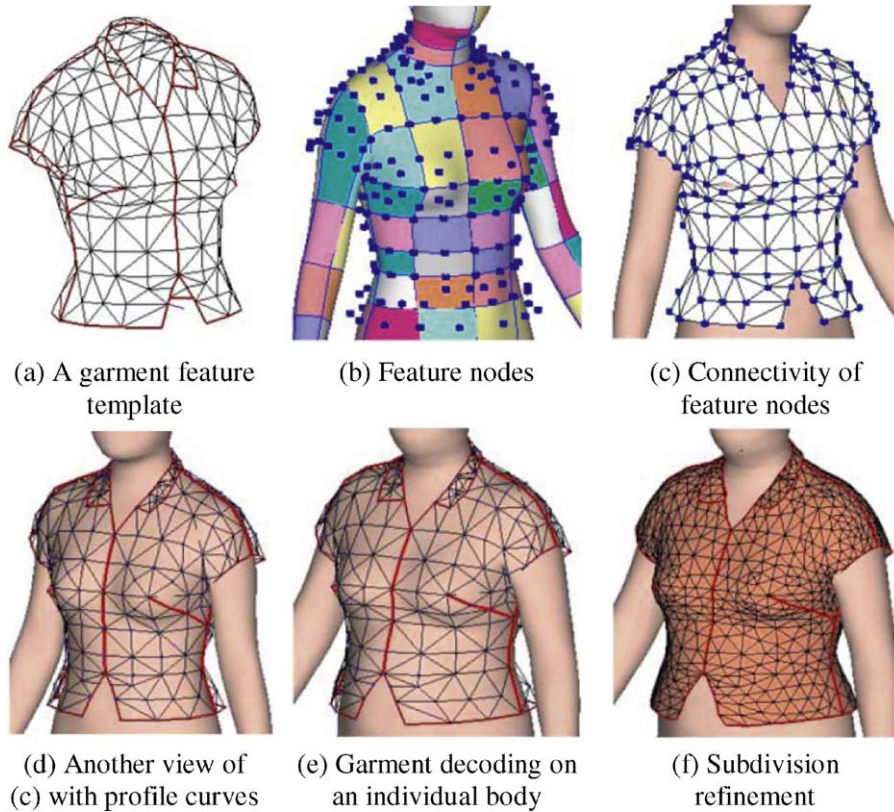 (a) A garment feature
template
(b) Feature nodes
(c) Connectivity of
feature nodes
(d) Another view of
(c) with profile curves
(e) Garment decoding on
an individual body
(f) Subdivision
refinement